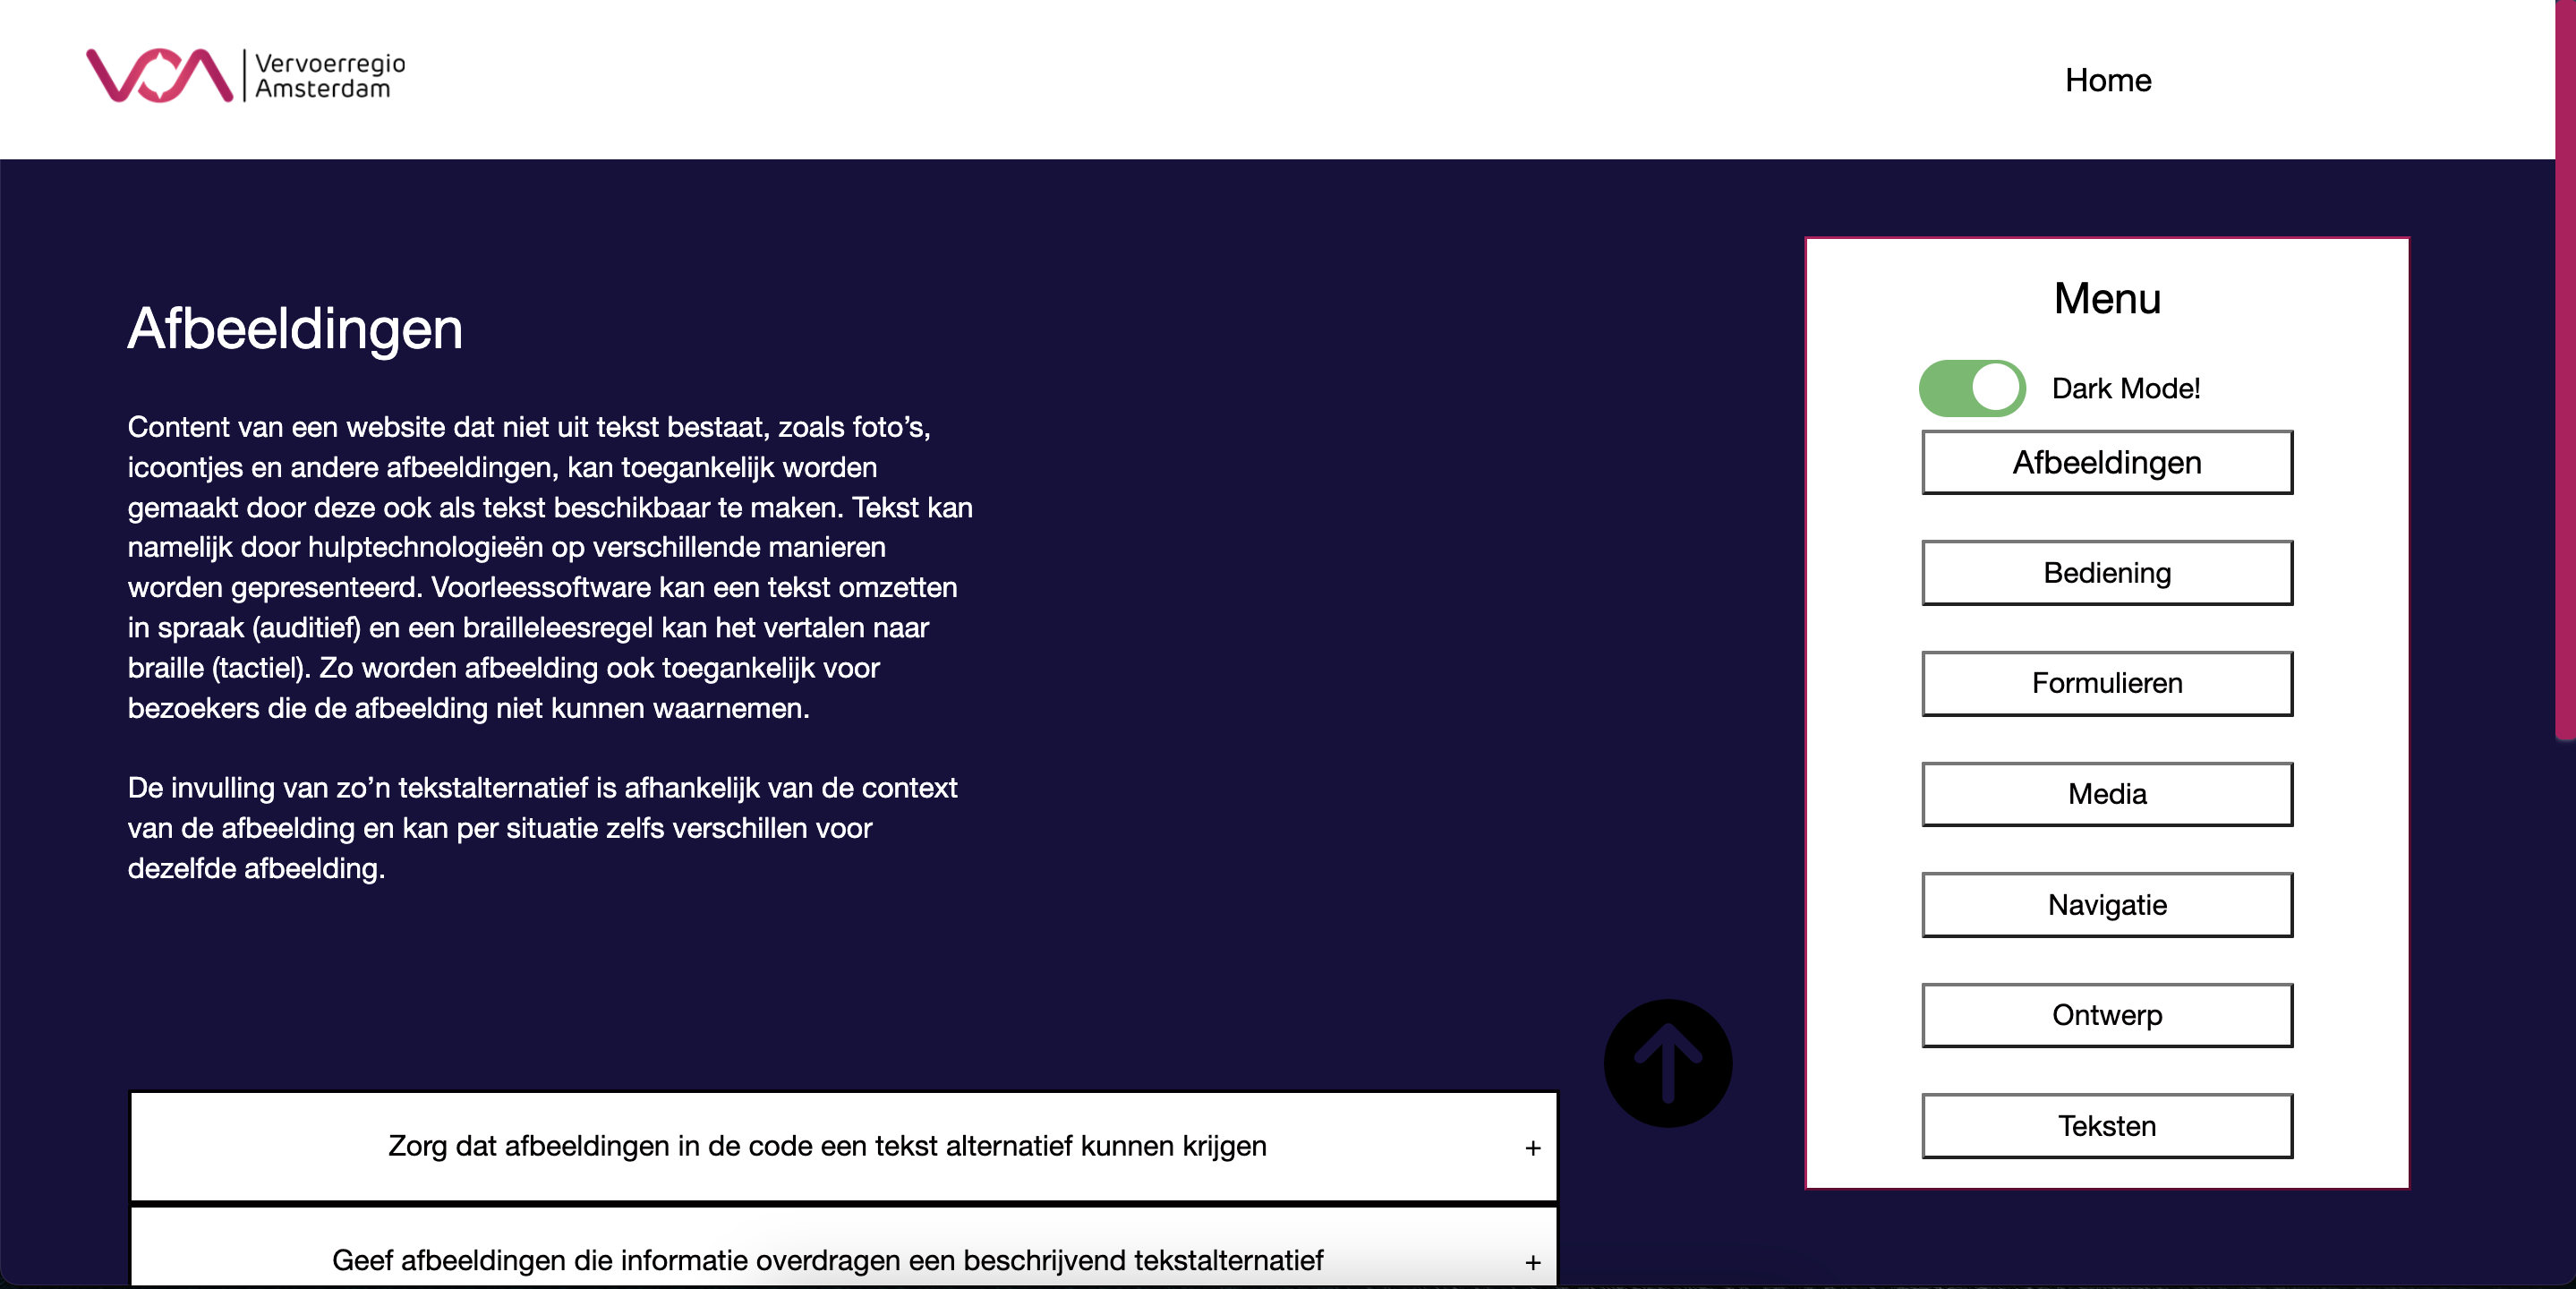 Vervoerregio
Amsterdam
Home
Afbeeldingen
Content van een website dat niet uit tekst bestaat, zoals foto’s,
icoontjes en andere afbeeldingen, kan toegankelijk worden
gemaakt door deze ook als tekst beschikbaar te maken. Tekst kan
namelijk door hulptechnologieën op verschillende manieren
worden gepresenteerd. Voorleessoftware kan een tekst omzetten
in spraak (auditief) en een brailleleesregel kan het vertalen naar
braille (tactiel). Zo worden afbeelding ook toegankelijk voor
bezoekers die de afbeelding niet kunnen waarnemen.
De invulling van zo’n tekstalternatief is afhankelijk van de context
van de afbeelding en kan per situatie zelfs verschillen voor
dezelfde afbeelding.
Zorg dat afbeeldingen in de code een tekst alternatief kunnen krijgen +
Geef afbeeldingen die informatie overdragen een beschrijvend tekstalternatief +
Menu
Dark Mode!
Afbeeldingen
Bediening
Formulieren
Media
Navigatie
Ontwerp
Teksten